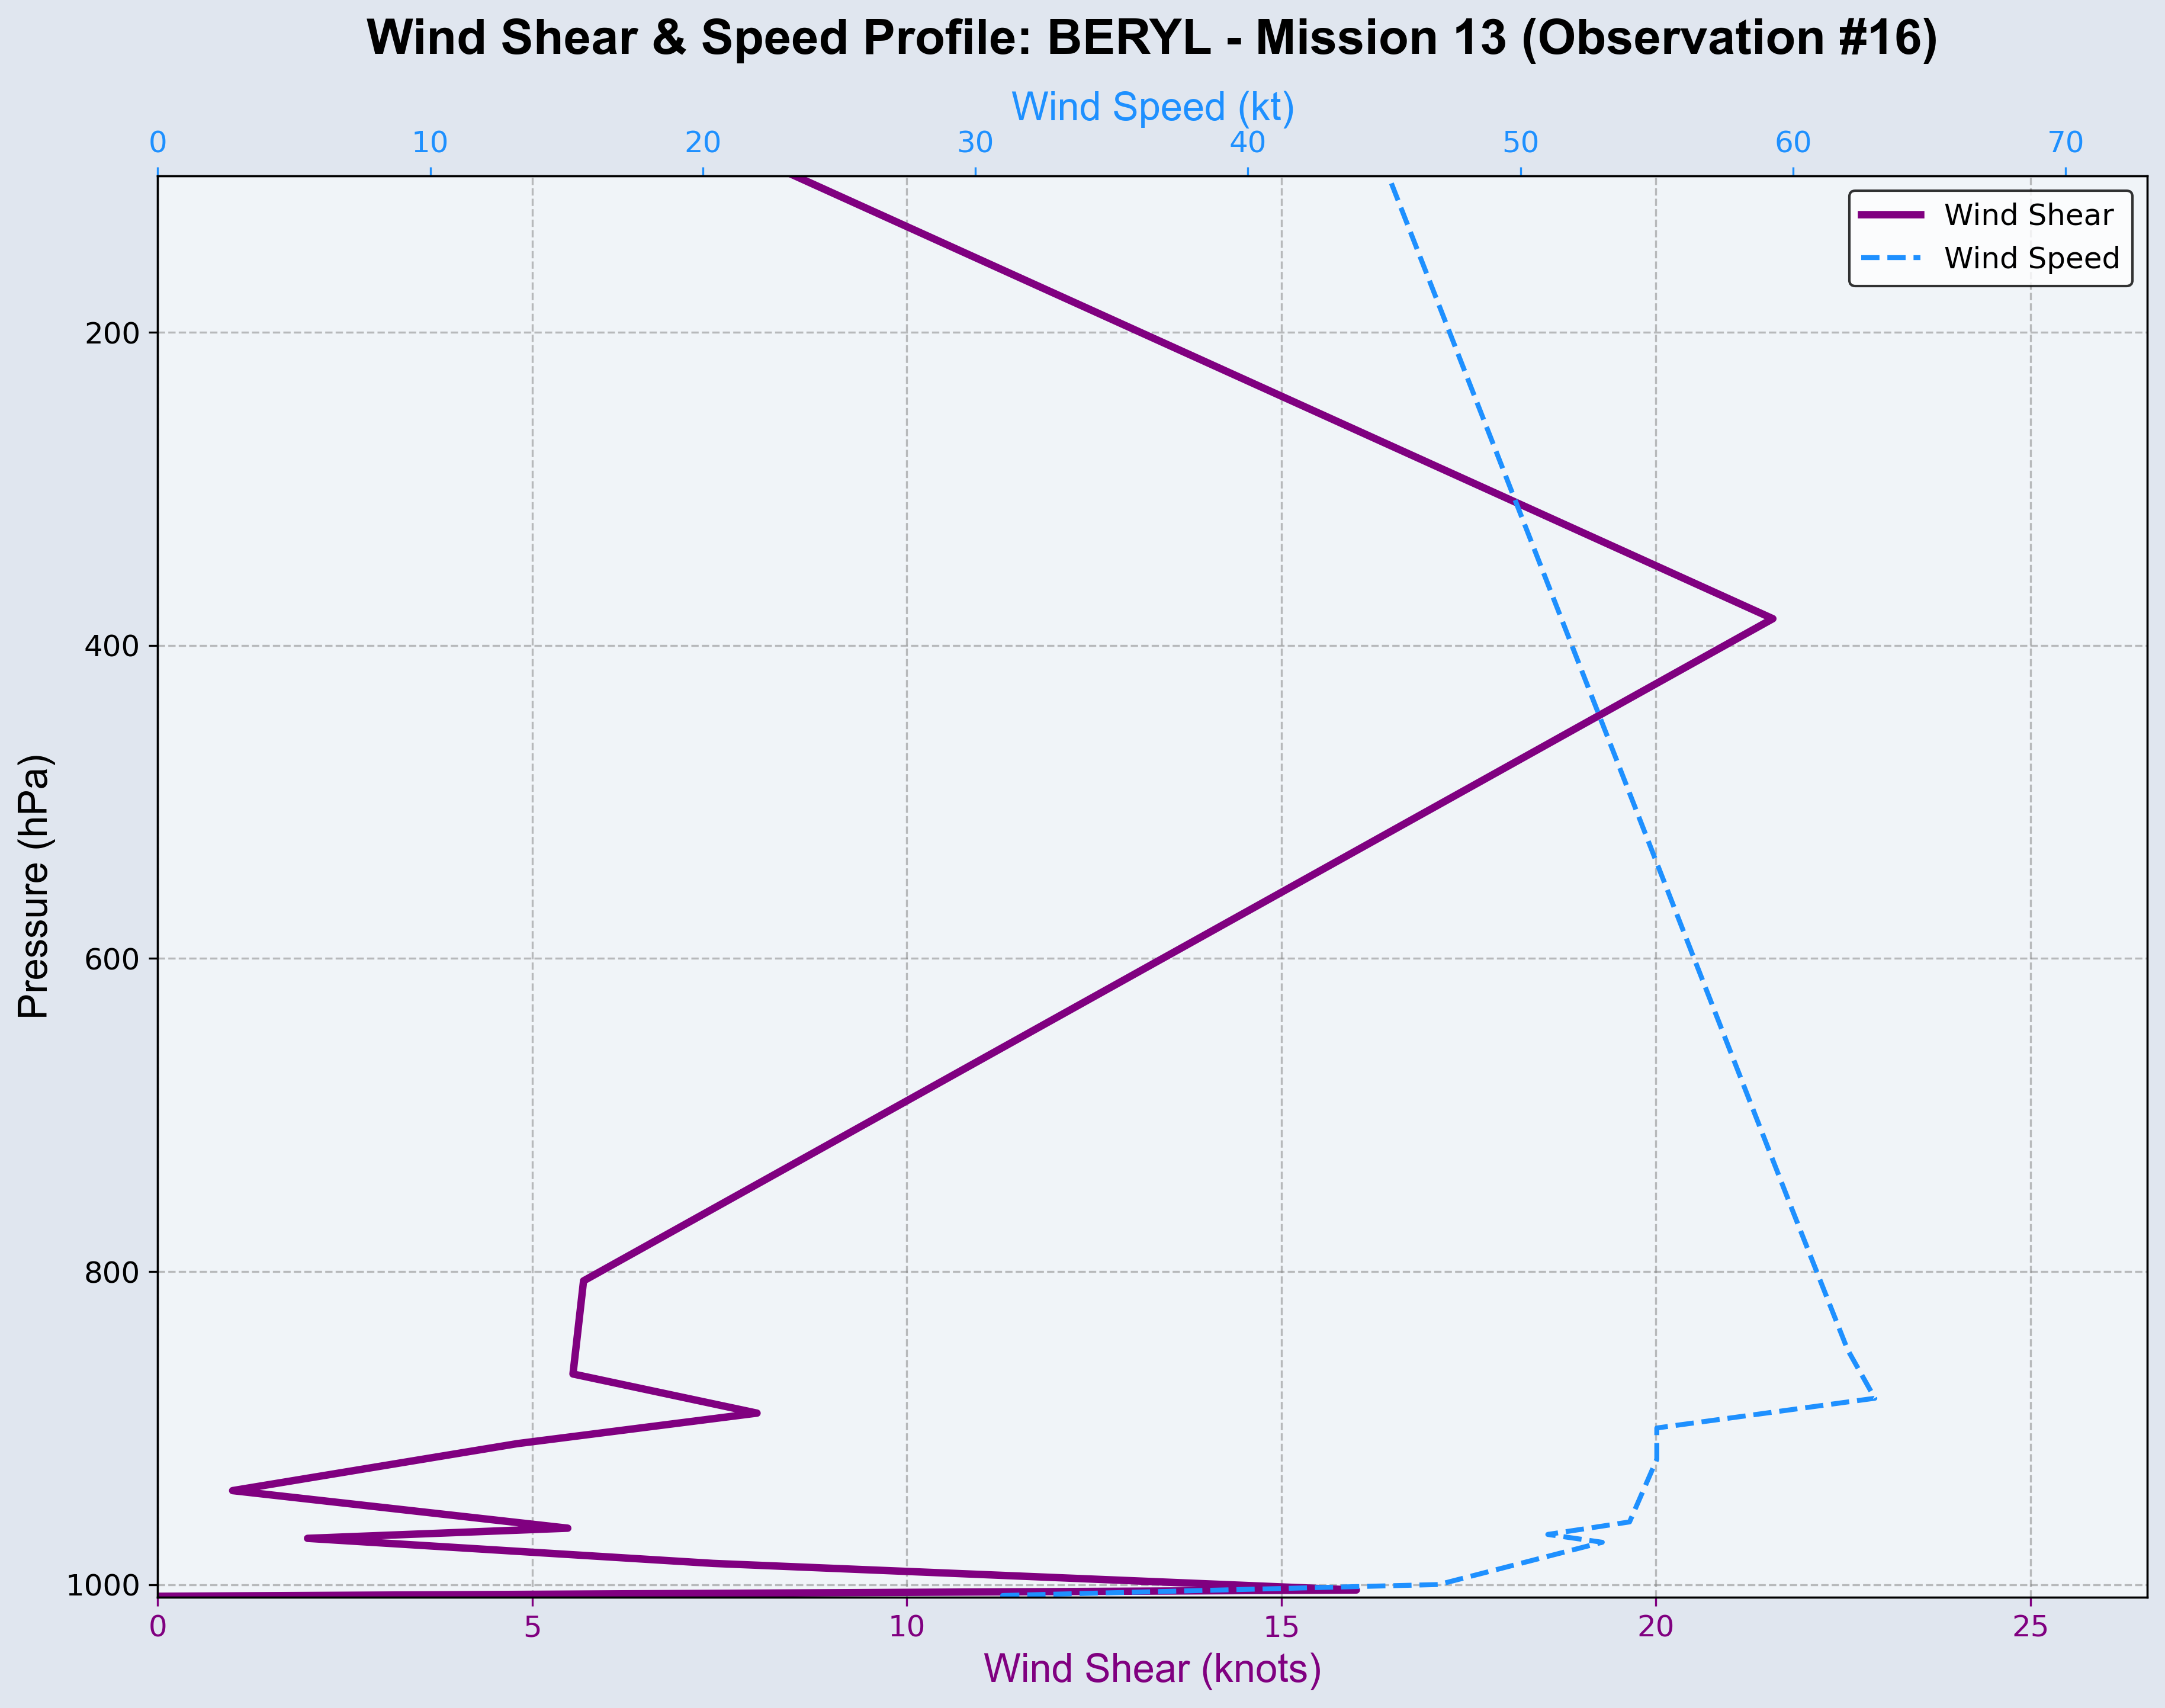 Wind Shear & Speed Profile: BERYL - Mission 13 (Observation #16)
Wind Speed (kt)
0 10 20 30 40 50 60 70
Wind Shear
Wind Speed
200
400
600
800
1000
Pressure (hPa)
0 5 10 15 20 25
Wind Shear (knots)